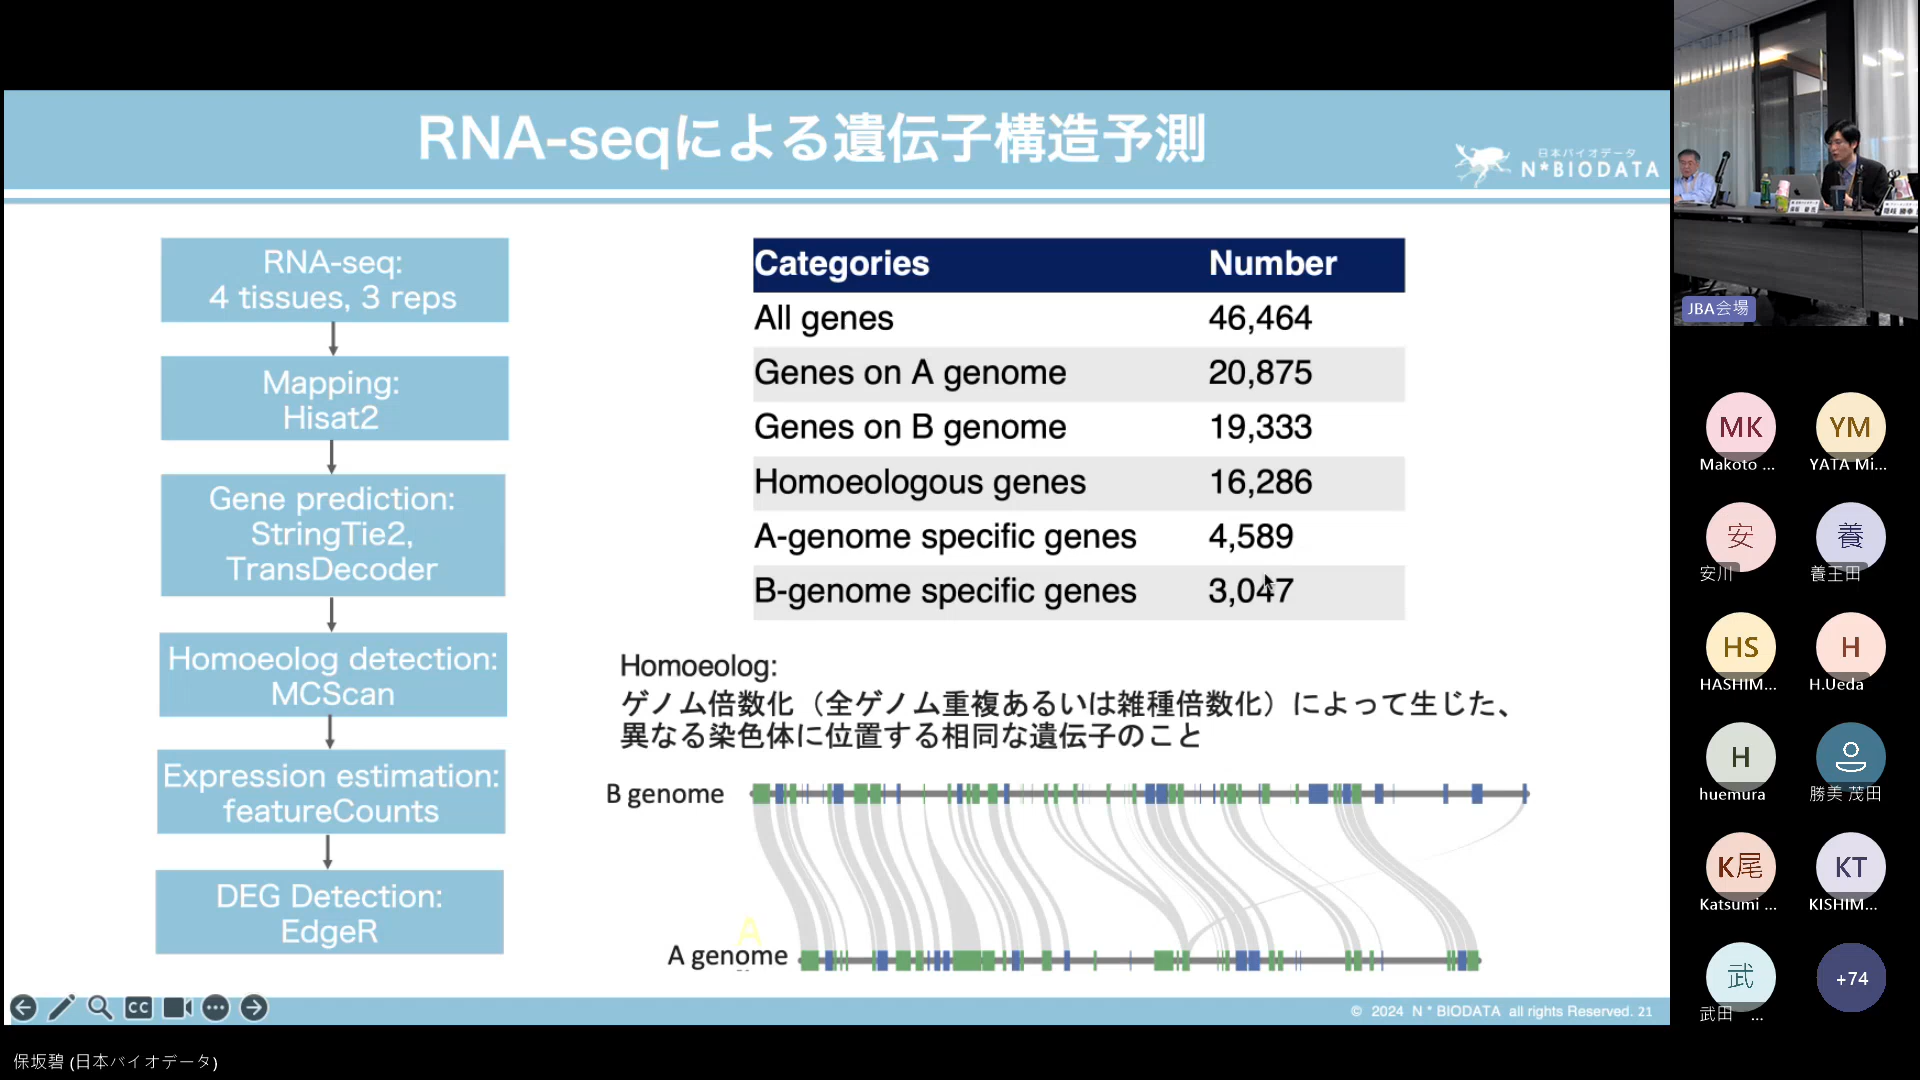 RNA-seqによる遺伝子構造予測
日本バイオデータ
N*BIODATA
RNA-seq:
4 tissues, 3 reps
Mapping:
Hisat2
Gene prediction:
StringTie2,
TransDecoder
Homoeolog detection:
MCScan
Expression estimation:
featureCounts
DEG Detection:
EdgeR
Categories Number
All genes 46,464
Genes on A genome 20,875
Genes on B genome 19,333
Homoeologous genes 16,286
A-genome specific genes 4,589
B-genome specific genes 3,047
Homoeolog:
ゲノム倍数化（全ゲノム重複あるいは雑種倍数化）によって生じた、
異なる染色体に位置する相同な遺伝子のこと
B genome
A
A genome
CC
© 2024 N * BIODATA all rights Reserved. 21
保坂碧 (日本バイオデータ)
JBA会場
MK YM
Makoto ... YATA Mi...
安 養
安川 養王田
HS H
HASHIM... H.Ueda
H
huemura 勝美 茂田
K尾 KT
Katsumi ... KISHIM...
武 +74
武田 ...